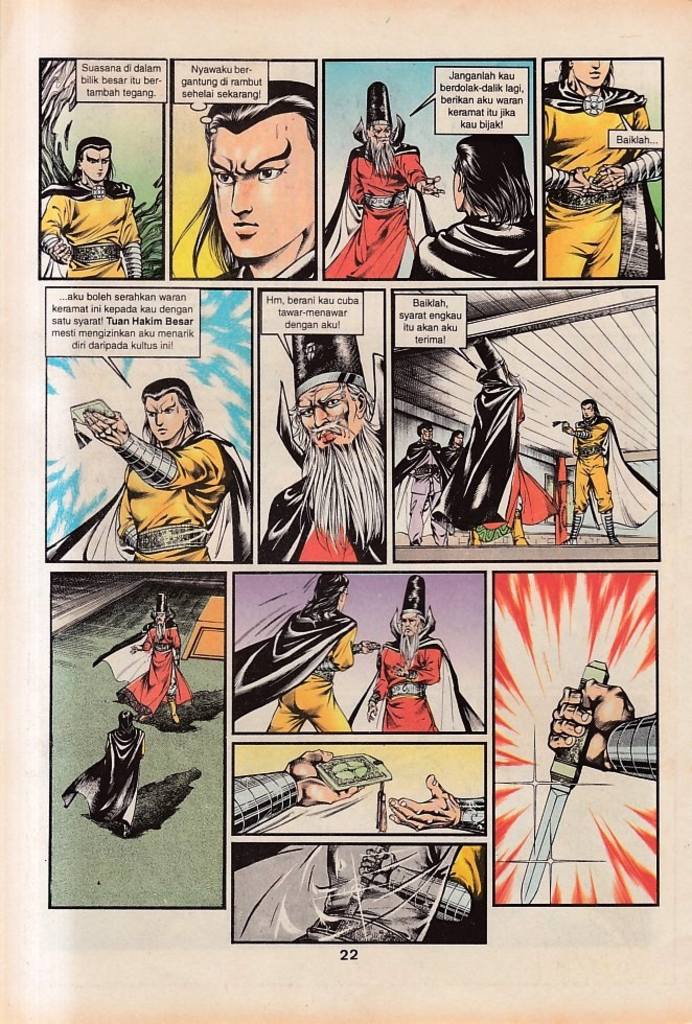 Suasana di dalam
bilik besar itu ber-
tambah tegang.
Nyawaku ber-
gantung di rambut
sehelai sekarang!
Janganlah kau
berdolak-dalik lagi,
berikan aku waran
keramat itu jika
kau bijak!
Baiklah...
...aku boleh serahkan waran
keramat ini kepada kau dengan
satu syarat! Tuan Hakim Besar
mesti mengizinkan aku menarik
diri daripada kultus ini!
Hm, berani kau cuba
tawar-menawar
dengan aku!
Baiklah,
syarat engkau
itu akan aku
terima!
22